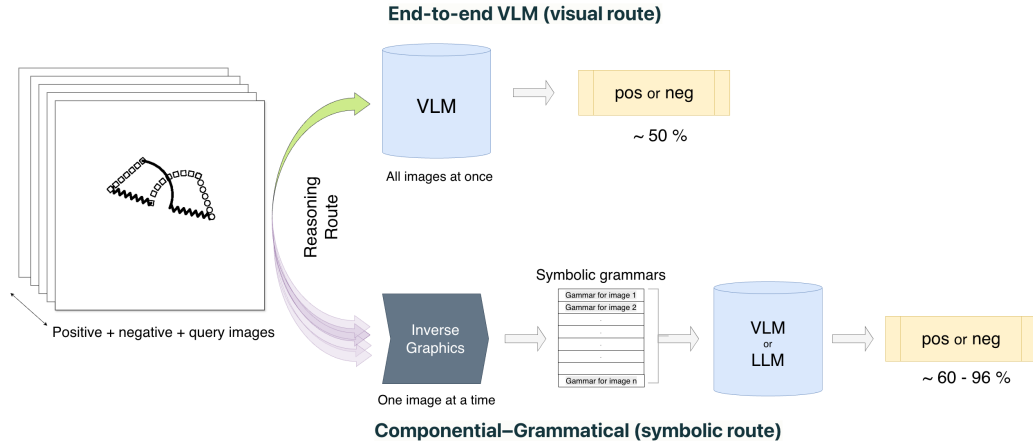 End-to-end VLM (visual route)
VLM
pos or neg
~ 50 %
All images at once
Reasoning
Route
Positive + negative + query images
Symbolic grammars
Gammar for image 1
Gammar for image 2
.
.
.
.
Gammar for image n
Inverse
Graphics
One image at a time
VLM
or
LLM
pos or neg
~ 60 - 96 %
Componential–Grammatical (symbolic route)